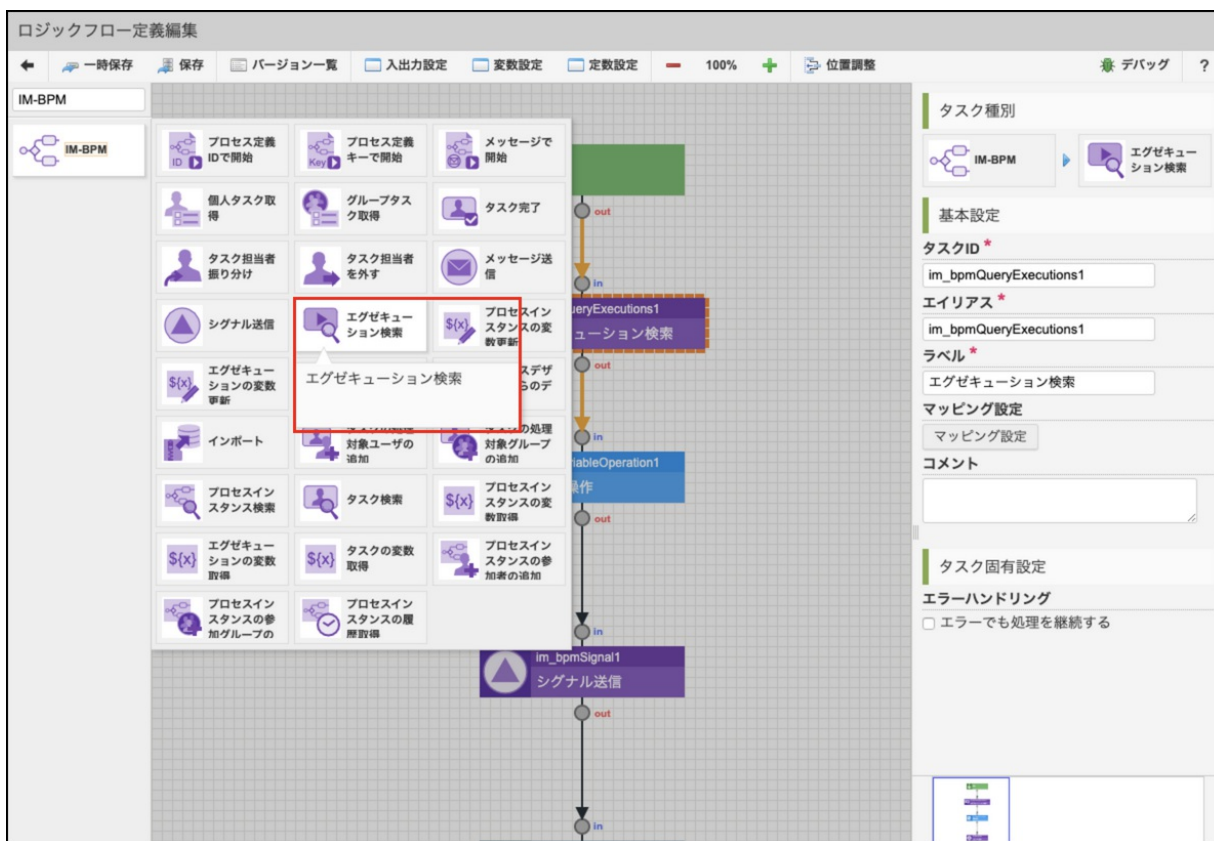 ロジックフロー定義編集
一時保存 保存 バージョン一覧 入出力設定 変数設定 定数設定 100% 位置調整 デバッグ ?
IM-BPM
IM-BPM
プロセス定義
IDで開始
プロセス定義
キーで開始
メッセージで
開始
個人タスク取
得
グループタス
ク取得
タスク完了
タスク担当者
振り分け
タスク担当者
を外す
メッセージ送
信
シグナル送信
エグゼキュー
ション検索
プロセスイン
スタンスの変
数更新
エグゼキューション検索
エグゼキュー
ションの変数
更新
スデザ
らのデ
インポート
対象ユーザの
追加
の処理
対象グループ
の追加
プロセスイン
スタンス検索
タスク検索
プロセスイン
スタンスの変
数取得
エグゼキュー
ションの変数
取得
タスクの変数
取得
プロセスイン
スタンスの参
加者の追加
プロセスイン
スタンスの参
加グループの
プロセスイン
スタンスの履
歴取得
out
in
ueryExecutions1
ューション検索
out
in
iableOperation1
操作
out
in
im_bpmSignal1
シグナル送信
out
in
タスク種別
IM-BPM
エグゼキュー
ション検索
基本設定
タスクID *
im_bpmQueryExecutions1
エイリアス *
im_bpmQueryExecutions1
ラベル *
エグゼキューション検索
マッピング設定
マッピング設定
コメント
タスク固有設定
エラーハンドリング
エラーでも処理を継続する